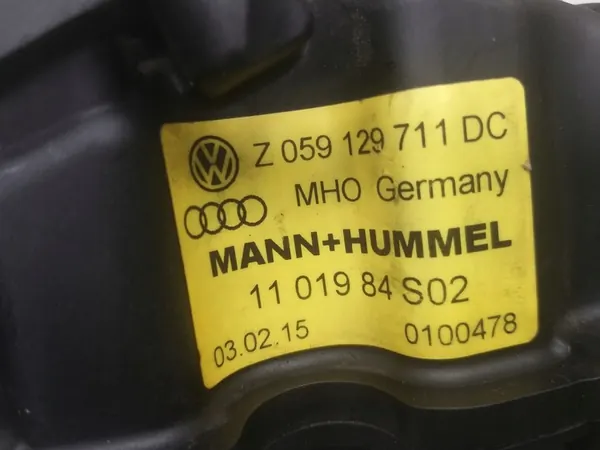 Z 059 129 711 DC
MHO Germany
MANN+HUMMEL
11 019 84 S02
03.02.15 0100478